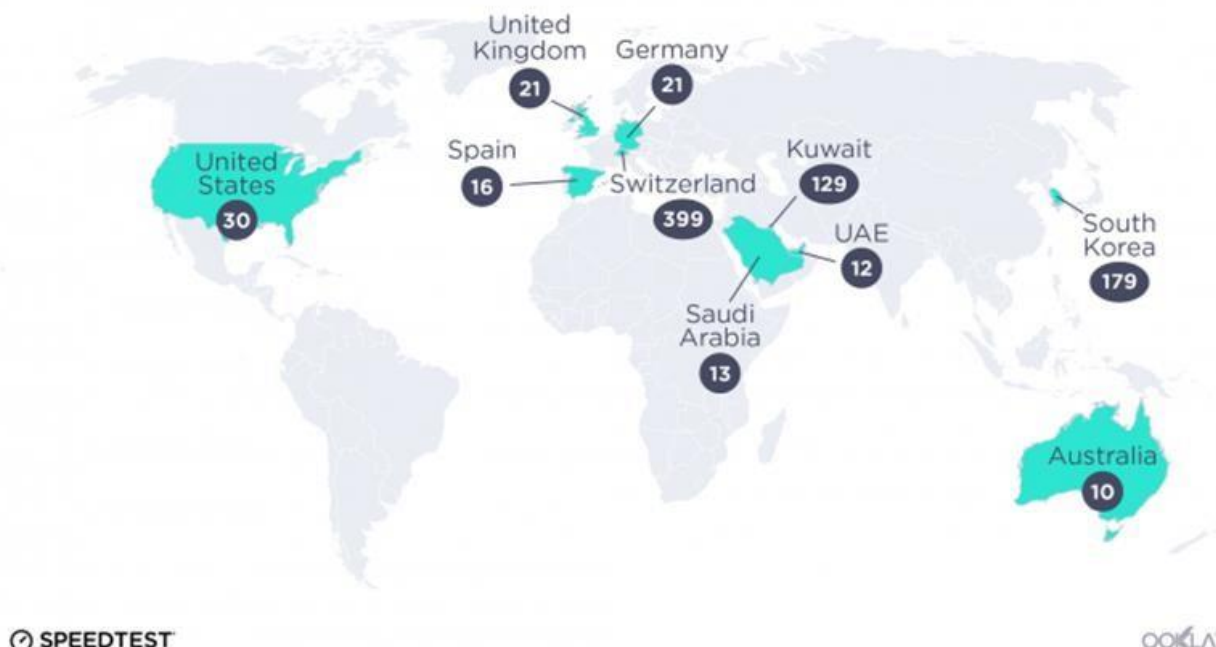 United
Kingdom
21
Germany
21
Spain
16
Switzerland
399
Kuwait
129
United
States
30
UAE
12
South
Korea
179
Saudi
Arabia
13
Australia
10
SPEEDTEST
OOKLA